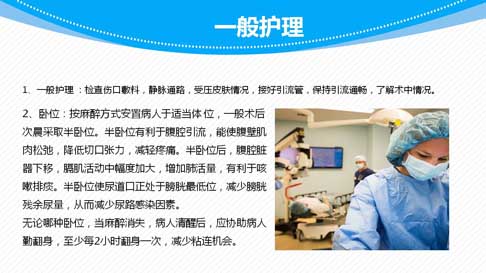 一般护理
1、一般护理 ：检查伤口敷料，静脉通路，受压皮肤情况，接好引流管，保持引流通畅，了解术中情况。
2、卧位：按麻醉方式安置病人于适当体 位，一般术后
次晨采取半卧位。半卧位有利于腹腔引流，能使腹壁肌
肉松弛，降低切口张力，减轻疼痛。半卧位后，腹腔脏
器下移，膈肌活动中幅度加大，增加肺活量，有利于咳
嗽排痰。半卧位使尿道口正处于膀胱最低位，减少膀胱
残余尿量，从而减少尿路感染因素。
无论哪种卧位，当麻醉消失，病人清醒后，应协助病人
勤翻身，至少每2小时翻身一次，减少粘连机会。